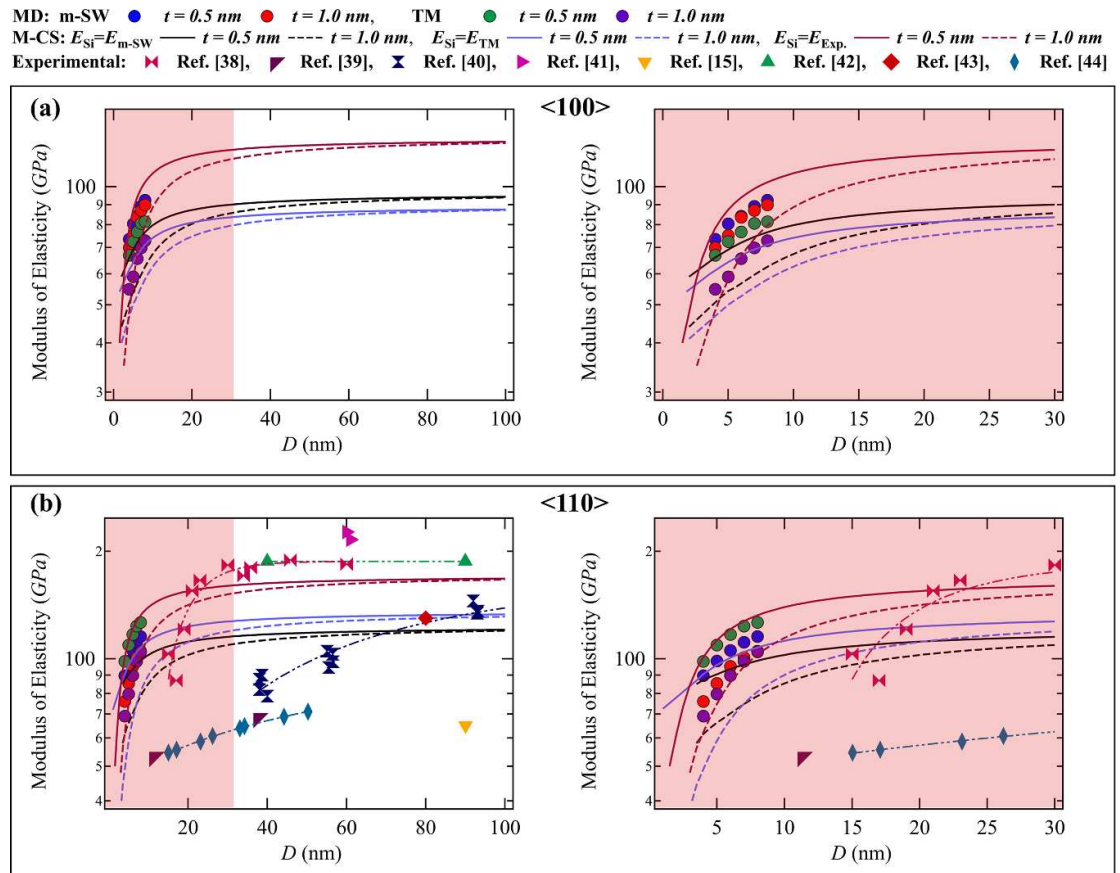 MD: m-SW t = 0.5 nm t = 1.0 nm, TM t = 0.5 nm t = 1.0 nm
M-CS: E_Si=E_m-SW t = 0.5 nm t = 1.0 nm, E_Si=E_TM t = 0.5 nm t = 1.0 nm, E_Si=E_Exp. t = 0.5 nm t = 1.0 nm
Experimental: Ref. [38], Ref. [39], Ref. [40], Ref. [41], Ref. [15], Ref. [42], Ref. [43], Ref. [44]
(a) <100>
Modulus of Elasticity (GPa)
100
9
8
7
6
5
4
3
0 20 40 60 80 100
D (nm)
Modulus of Elasticity (GPa)
100
9
8
7
6
5
4
3
0 5 10 15 20 25 30
D (nm)
(b) <110>
Modulus of Elasticity (GPa)
2
100
9
8
7
6
5
4
20 40 60 80 100
D (nm)
Modulus of Elasticity (GPa)
2
100
9
8
7
6
5
4
5 10 15 20 25 30
D (nm)